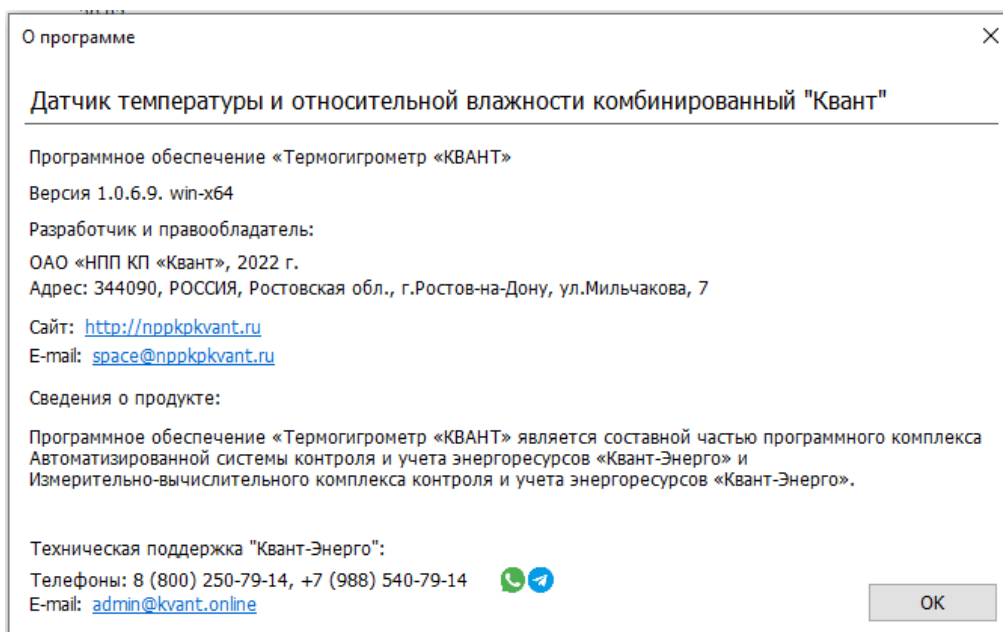 О программе
Датчик температуры и относительной влажности комбинированный "Квант"
Программное обеспечение «Термогигрометр «КВАНТ»
Версия 1.0.6.9. win-x64
Разработчик и правообладатель:
ОАО «НПП КП «Квант», 2022 г.
Адрес: 344090, РОССИЯ, Ростовская обл., г.Ростов-на-Дону, ул.Мильчакова, 7
Сайт: http://nppkpkvant.ru
E-mail: space@nppkpkvant.ru
Сведения о продукте:
Программное обеспечение «Термогигрометр «КВАНТ» является составной частью программного комплекса
Автоматизированной системы контроля и учета энергоресурсов «Квант-Энерго» и
Измерительно-вычислительного комплекса контроля и учета энергоресурсов «Квант-Энерго».
Техническая поддержка "Квант-Энерго":
Телефоны: 8 (800) 250-79-14, +7 (988) 540-79-14
E-mail: admin@kvant.online
OK